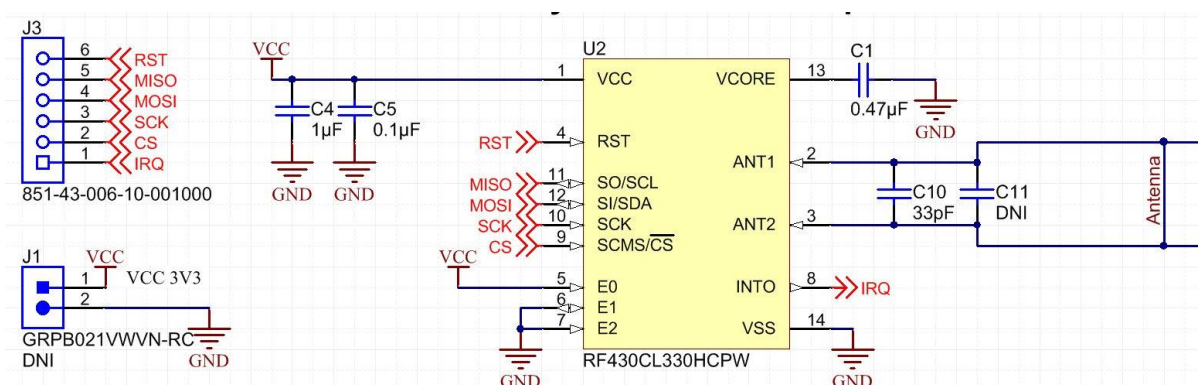 J3
6 RST
5 MISO
4 MOSI
3 SCK
2 CS
1 IRQ
851-43-006-10-001000
J1
VCC
1 VCC 3V3
2
GND
GRPB021VWVN-RC
DNI
VCC
C4
1µF
GND
C5
0.1µF
GND
U2
1 VCC
RST 4 RST
MISO 11 SO/SCL
MOSI 12 SI/SDA
SCK 10 SCK
CS 9 SCMS/CS
VCC
5 E0
6 E1
7 E2
GND
VCORE 13
C1
0.47µF
GND
ANT1 2
ANT2 3
C10
33pF
C11
DNI
Antenna
INTO 8 IRQ
VSS 14
GND
RF430CL330HCPW